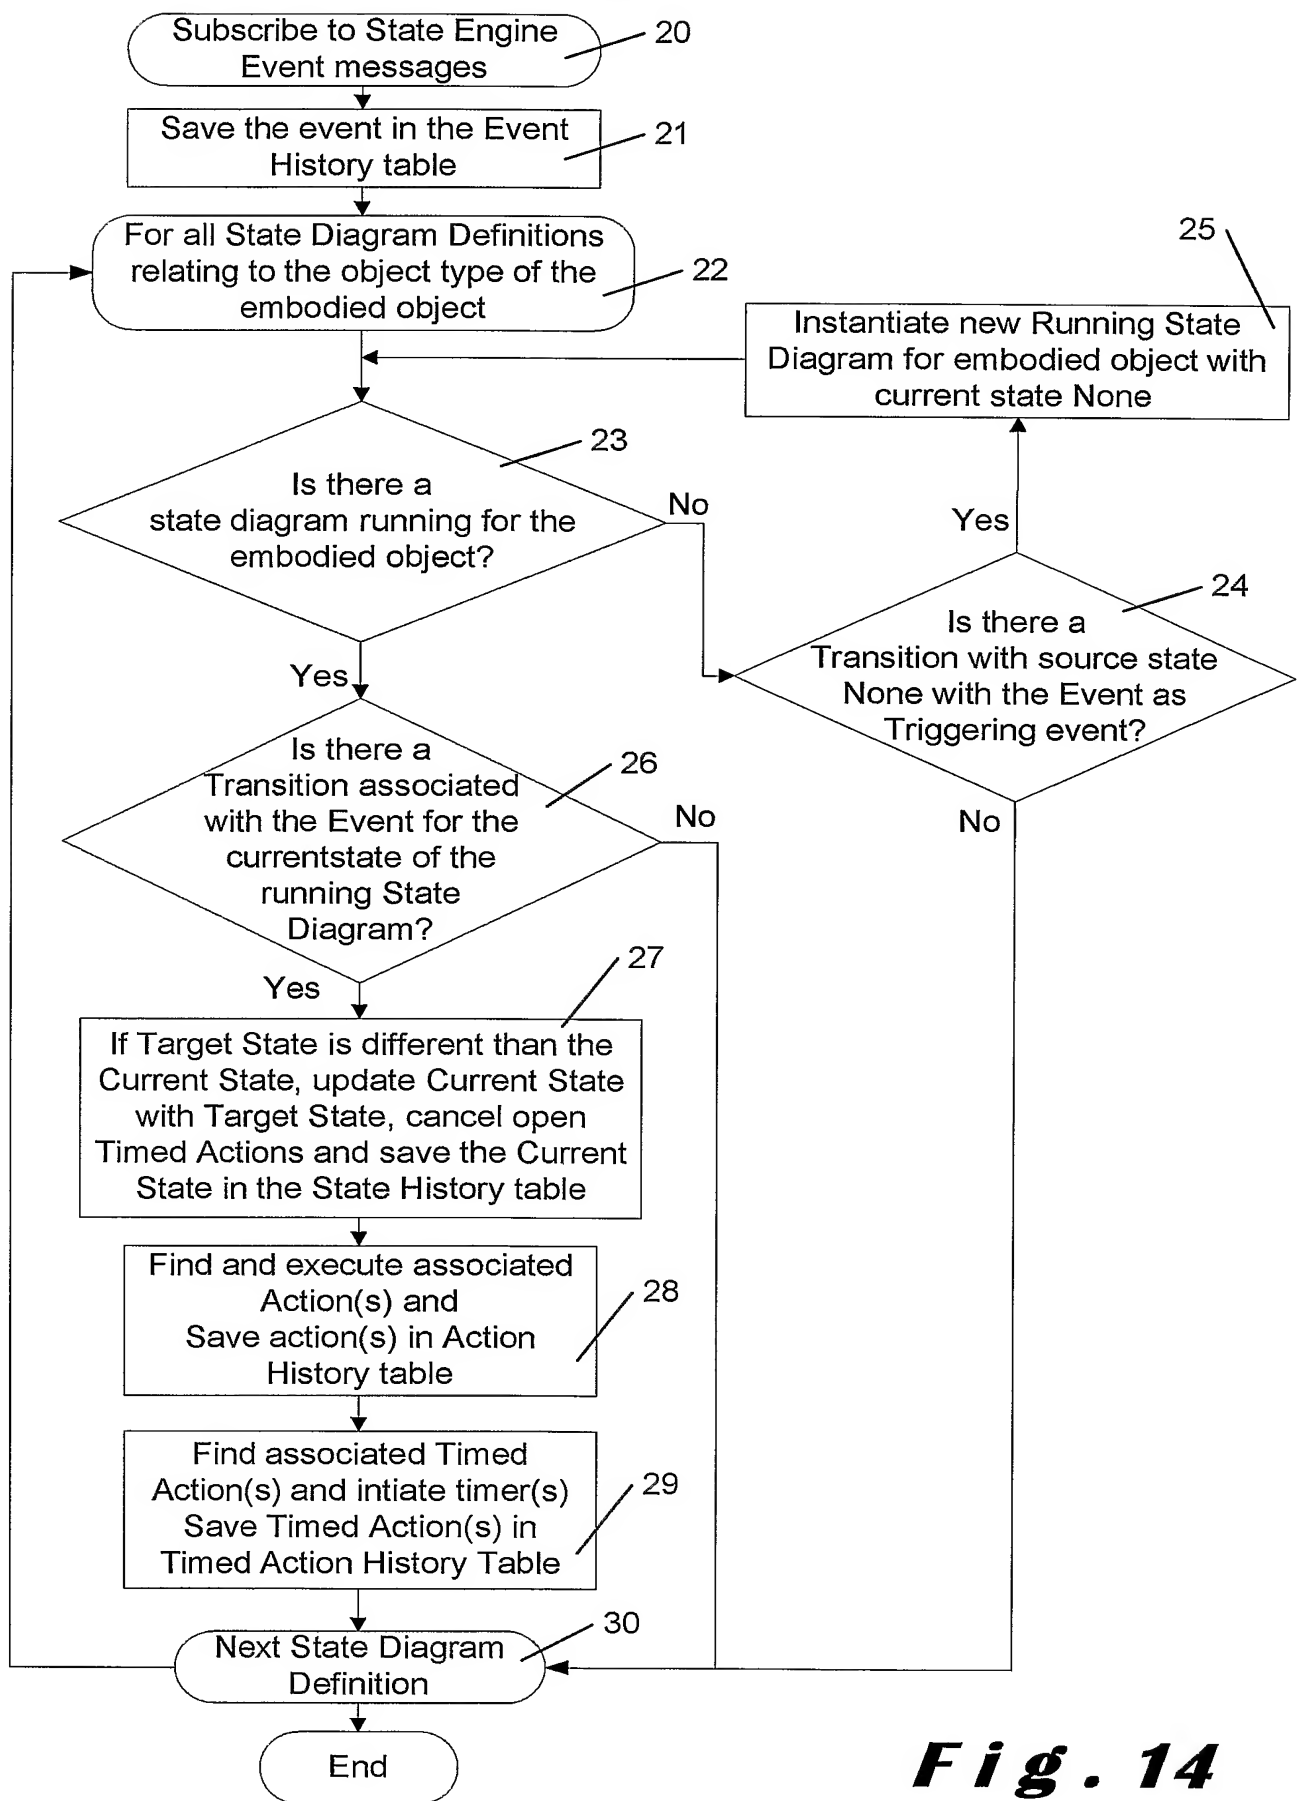 Subscribe to State Engine
Event messages
20
Save the event in the Event
History table
21
For all State Diagram Definitions
relating to the object type of the
embodied object
22
25
Instantiate new Running State
Diagram for embodied object with
current state None
23
Is there a
state diagram running for the
embodied object?
No
Yes
Yes
24
Is there a
Transition with source state
None with the Event as
Triggering event?
No
26
Is there a
Transition associated
with the Event for the
currentstate of the
running State
Diagram?
No
Yes
27
If Target State is different than the
Current State, update Current State
with Target State, cancel open
Timed Actions and save the Current
State in the State History table
Find and execute associated
Action(s) and
Save action(s) in Action
History table
28
Find associated Timed
Action(s) and intiate timer(s)
Save Timed Action(s) in
Timed Action History Table
29
30
Next State Diagram
Definition
End
Fig. 14